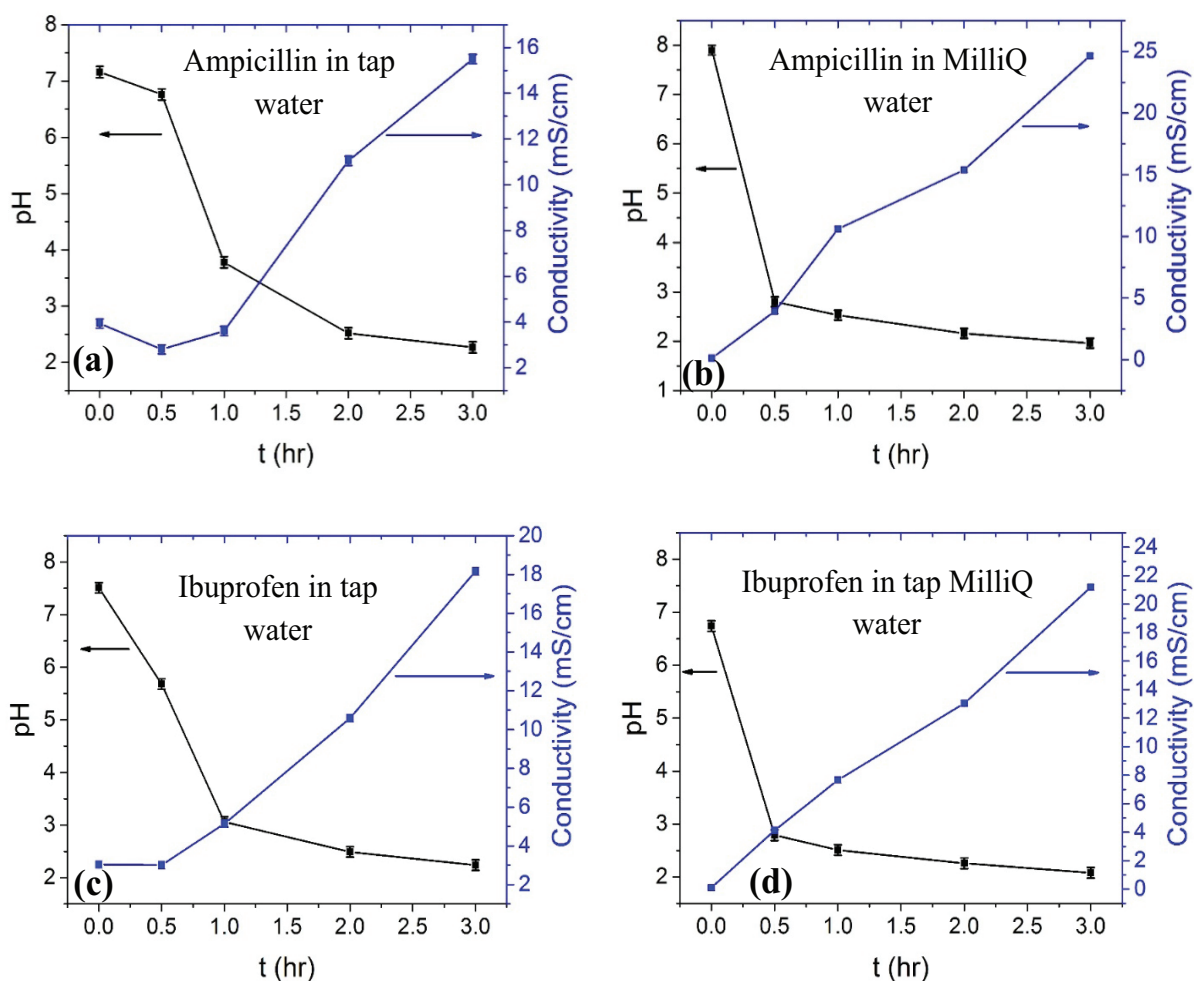 Ampicillin in tap
water
8
7
6
5
4
3
2
pH
16
14
12
10
8
6
4
2
Conductivity (mS/cm)
(a)
0.0 0.5 1.0 1.5 2.0 2.5 3.0
t (hr)
Ampicillin in MilliQ
water
8
7
6
5
4
3
2
1
pH
25
20
15
10
5
0
Conductivity (mS/cm)
(b)
0.0 0.5 1.0 1.5 2.0 2.5 3.0
t (hr)
Ibuprofen in tap
water
8
7
6
5
4
3
2
pH
20
18
16
14
12
10
8
6
4
2
Conductivity (mS/cm)
(c)
0.0 0.5 1.0 1.5 2.0 2.5 3.0
t (hr)
Ibuprofen in tap MilliQ
water
8
7
6
5
4
3
2
pH
24
22
20
18
16
14
12
10
8
6
4
2
0
Conductivity (mS/cm)
(d)
0.0 0.5 1.0 1.5 2.0 2.5 3.0
t (hr)